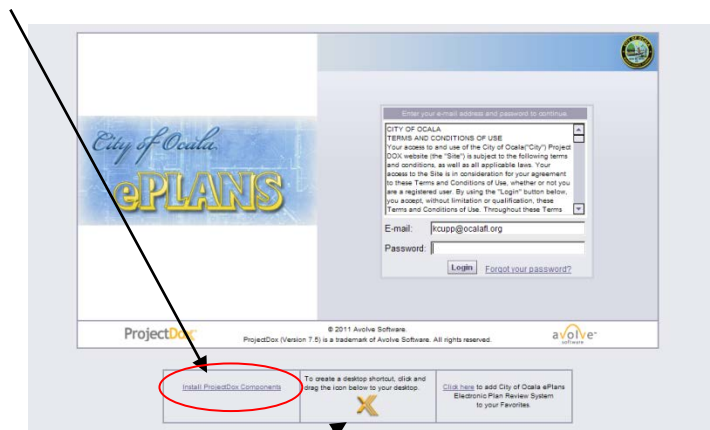 City of Ocala
ePLANS
Enter your e-mail address and password to continue.
CITY OF OCALA
TERMS AND CONDITIONS OF USE
Your access to and use of the City of Ocala("City") Project
DOX website (the "Site") is subject to the following terms
and conditions, as well as all applicable laws. Your
access to the Site is in consideration for your agreement
to these Terms and Conditions of Use, whether or not you
are a registered user. By using the "Login" button below,
you accept, without limitation or qualification, these
Terms and Conditions of Use. Throughout these Terms
E-mail: kcupp@ocalafl.org
Password:
Login Forgot your password?
ProjectDox
© 2011 Avolve Software.
ProjectDox (Version 7.5) is a trademark of Avolve Software. All rights reserved.
avolve
software
Install ProjectDox Components
To create a desktop shortcut, click and
drag the icon below to your desktop.
Click here to add City of Ocala ePlans
Electronic Plan Review System
to your Favorites.